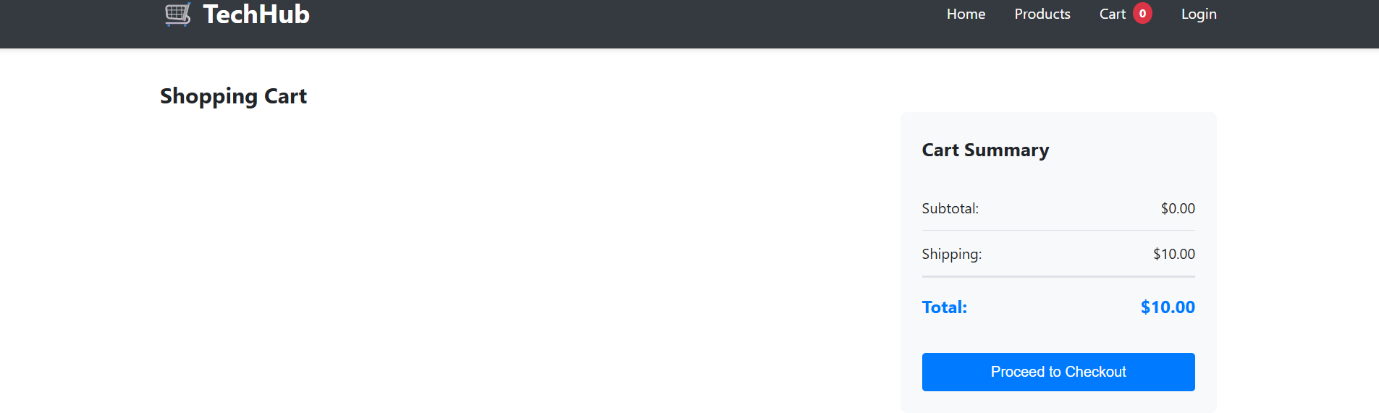 TechHub
Home Products Cart 0 Login
Shopping Cart
Cart Summary
Subtotal: $0.00
Shipping: $10.00
Total: $10.00
Proceed to Checkout